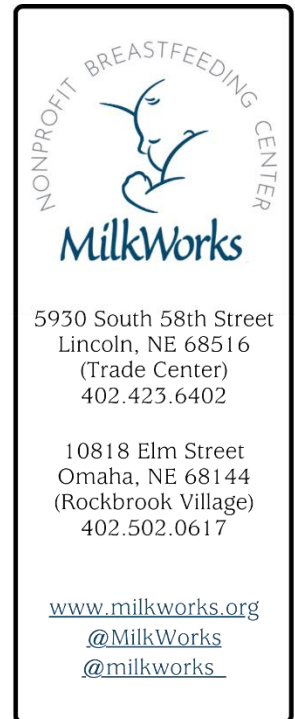 NONPROFIT BREASTFEEDING CENTER
MilkWorks
5930 South 58th Street
Lincoln, NE 68516
(Trade Center)
402.423.6402
10818 Elm Street
Omaha, NE 68144
(Rockbrook Village)
402.502.0617
www.milkworks.org
@MilkWorks
@milkworks_